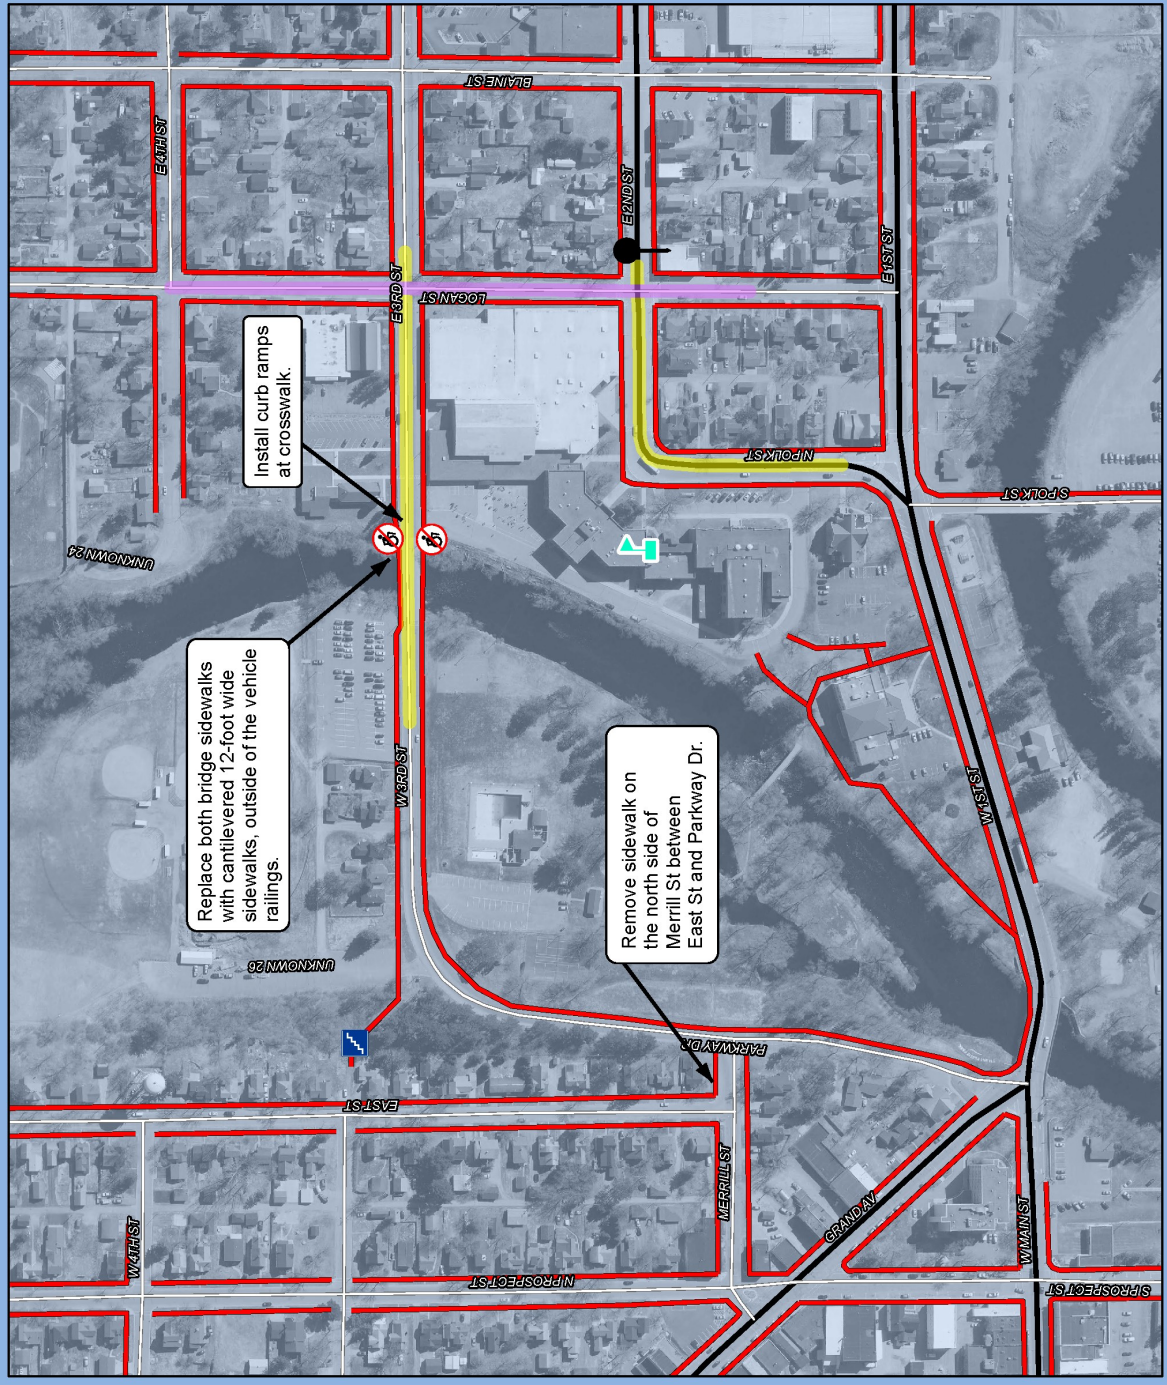 BLAINE ST
E 4TH ST
E 2ND ST
E 1ST ST
E 3RD ST
LOGAN ST
Install curb ramps
at crosswalk.
N POLK ST
S POLK ST
UNKNOWN 24
Replace both bridge sidewalks
with cantilevered 12-foot wide
sidewalks, outside of the vehicle
railings.
W 3RD ST
W 1ST ST
Remove sidewalk on
the north side of
Merrill St between
East St and Parkway Dr.
UNKNOWN 26
PARKWAY DR
EAST ST
MERRILL ST
GRAND AV
W 4TH ST
W MAIN ST
N PROSPECT ST
S PROSPECT ST